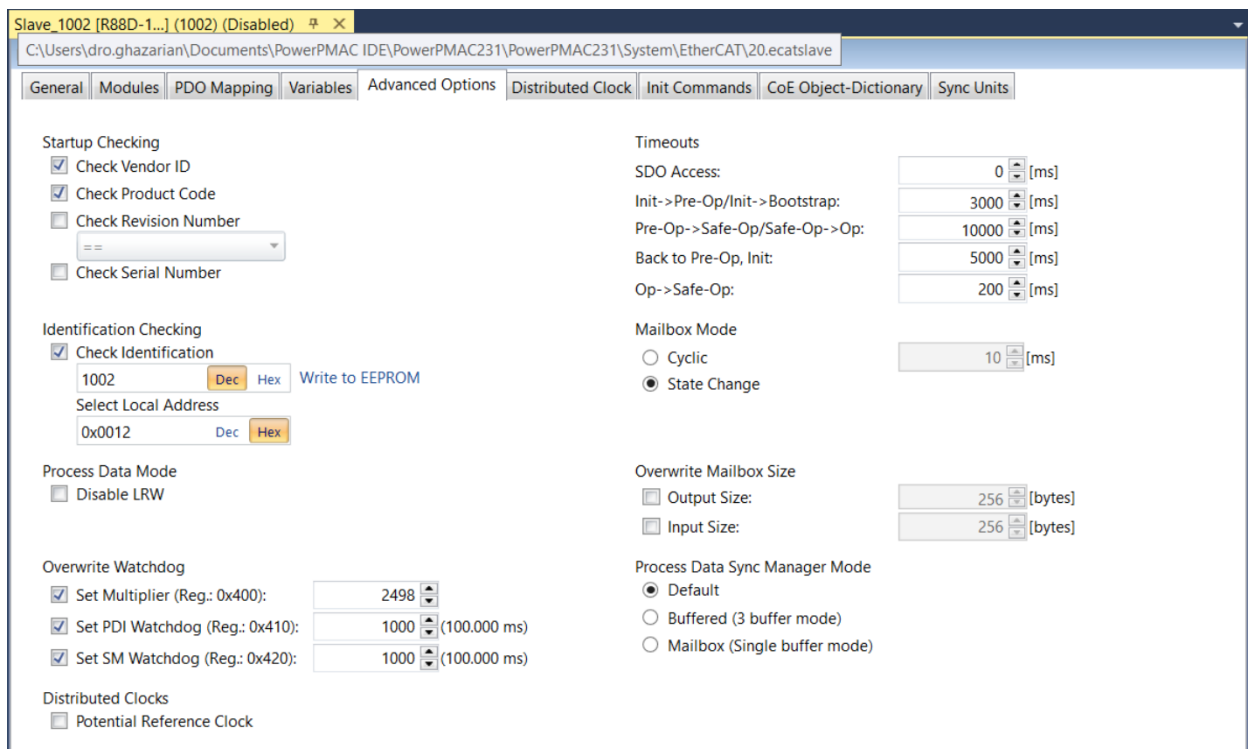 Slave_1002 [R88D-1...] (1002) (Disabled)
C:\Users\dro.ghazarian\Documents\PowerPMAC IDE\PowerPMAC231\PowerPMAC231\System\EtherCAT\20.ecatslave
General Modules PDO Mapping Variables Advanced Options Distributed Clock Init Commands CoE Object-Dictionary Sync Units
Startup Checking
Check Vendor ID
Check Product Code
Check Revision Number
==
Check Serial Number
Identification Checking
Check Identification
1002 Dec Hex Write to EEPROM
Select Local Address
0x0012 Dec Hex
Process Data Mode
Disable LRW
Overwrite Watchdog
Set Multiplier (Reg.: 0x400): 2498
Set PDI Watchdog (Reg.: 0x410): 1000 (100.000 ms)
Set SM Watchdog (Reg.: 0x420): 1000 (100.000 ms)
Distributed Clocks
Potential Reference Clock
Timeouts
SDO Access: 0 [ms]
Init->Pre-Op/Init->Bootstrap: 3000 [ms]
Pre-Op->Safe-Op/Safe-Op->Op: 10000 [ms]
Back to Pre-Op, Init: 5000 [ms]
Op->Safe-Op: 200 [ms]
Mailbox Mode
Cyclic 10 [ms]
State Change
Overwrite Mailbox Size
Output Size: 256 [bytes]
Input Size: 256 [bytes]
Process Data Sync Manager Mode
Default
Buffered (3 buffer mode)
Mailbox (Single buffer mode)